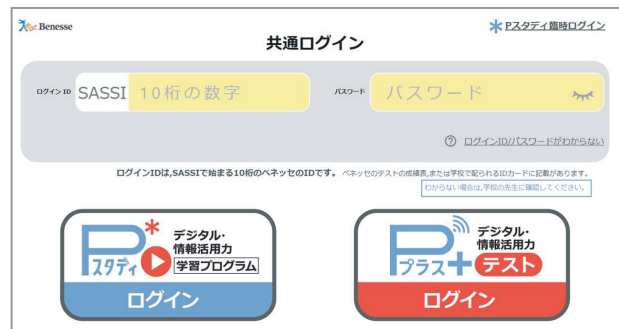 Benesse
Pスタディ臨時ログイン
共通ログイン
ログイン ID SASSI 10桁の数字 パスワード パスワード
? ログインID/パスワードがわからない
ログインIDは,SASSIで始まる10桁のベネッセのIDです。 ベネッセのテストの成績表,または学校で配られるIDカードに記載があります。
わからない場合は,学校の先生に確認してください。
Pスタディ デジタル・情報活用力 学習プログラム
ログイン
Pプラス+ デジタル・情報活用力 テスト
ログイン